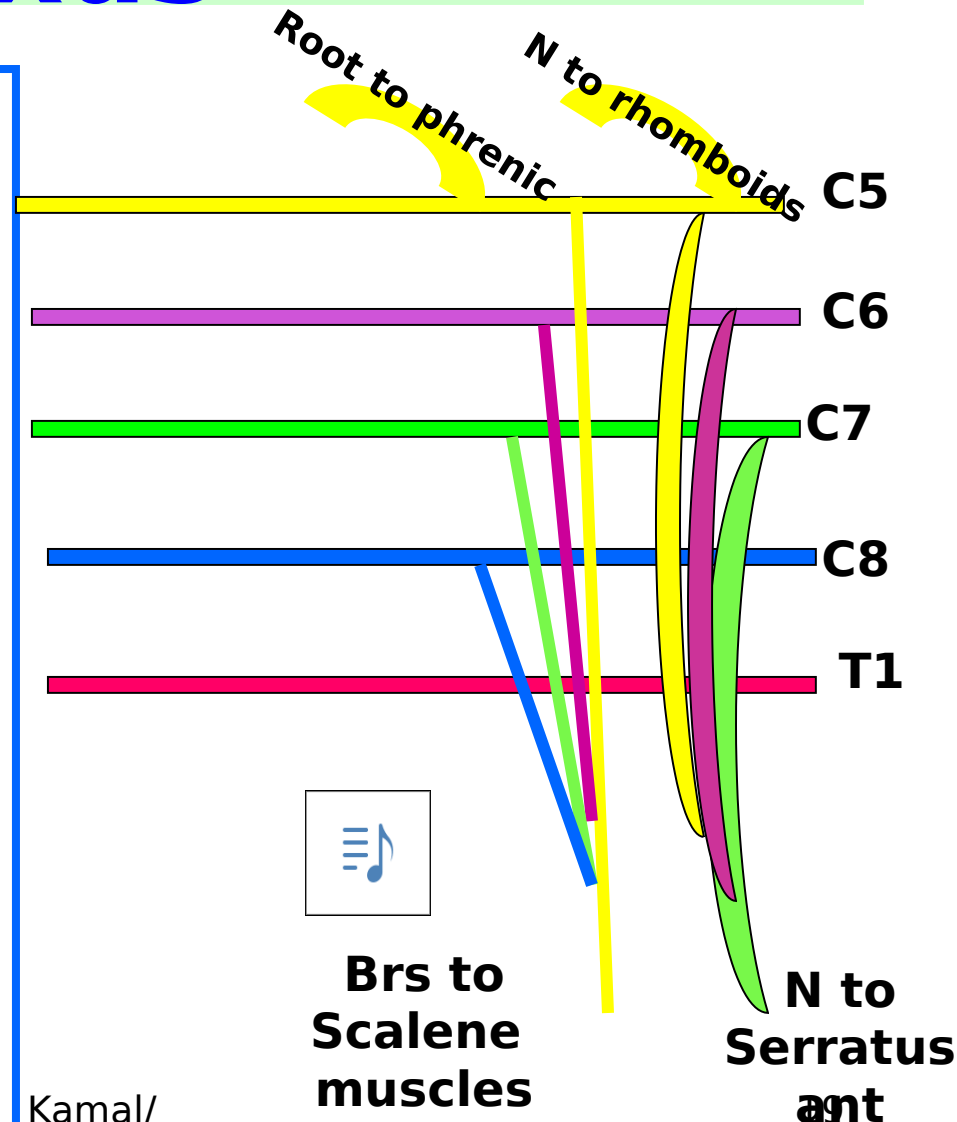 Root to phrenic
N to rhomboids
C5
C6
C7
C8
T1
Brs to
Scalene
muscles
N to
Serratus
ant
Kamal/